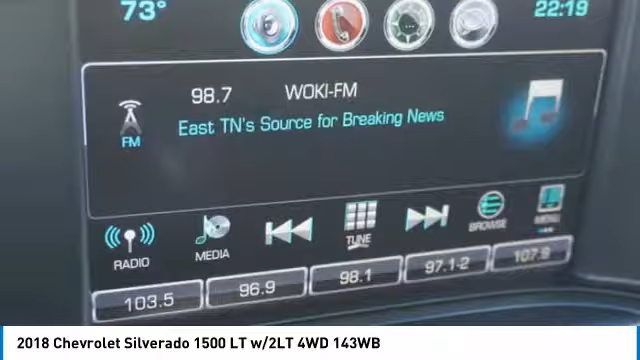 73° 22:19
98.7 WOKI-FM
FM East TN's Source for Breaking News
RADIO MEDIA TUNE BROWSE MENU
103.5 96.9 98.1 97.1-2 107.9
2018 Chevrolet Silverado 1500 LT w/2LT 4WD 143WB